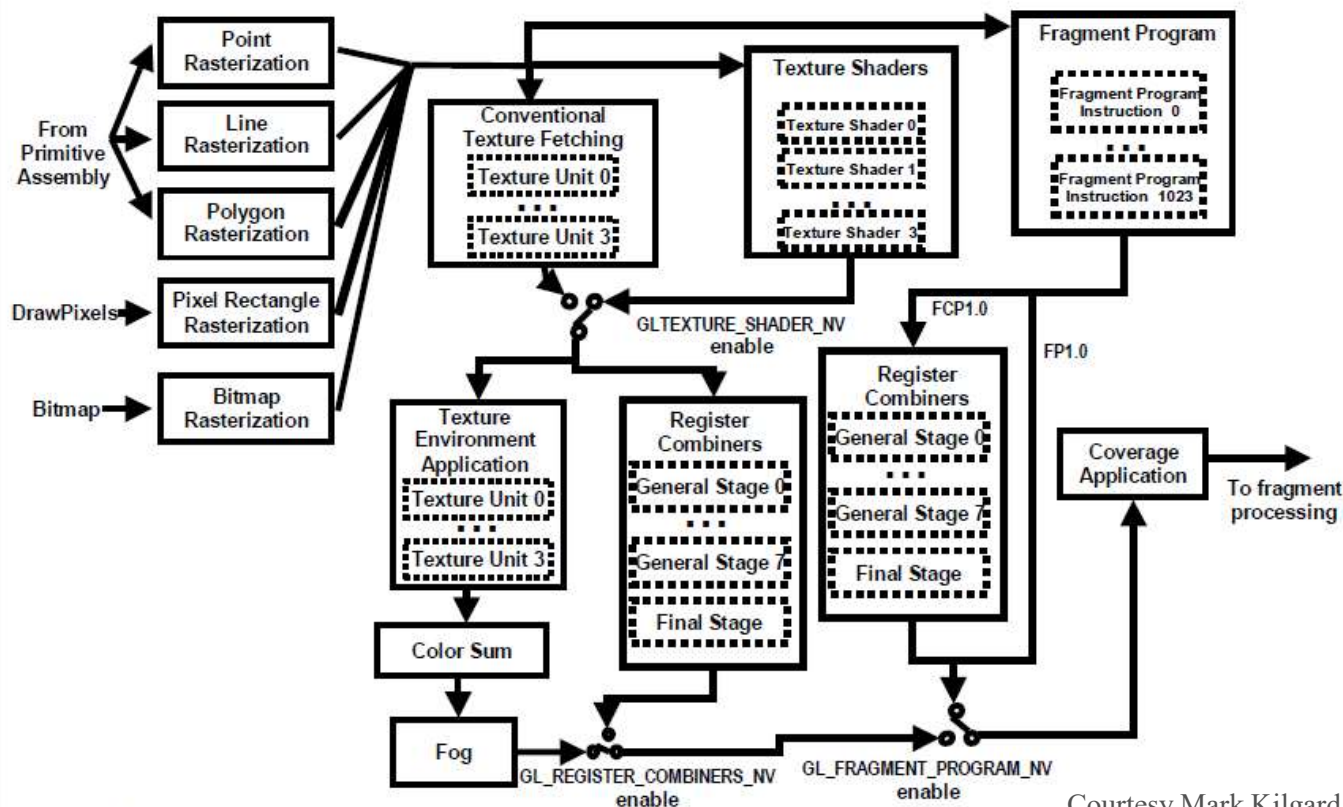 Point
Rasterization
From
Primitive
Assembly
Line
Rasterization
Polygon
Rasterization
DrawPixels
Pixel Rectangle
Rasterization
Bitmap
Bitmap
Rasterization
Conventional
Texture Fetching
Texture Unit 0
...
Texture Unit 3
Texture Shaders
Texture Shader 0
Texture Shader 1
...
Texture Shader 3
Fragment Program
Fragment Program
Instruction 0
...
Fragment Program
Instruction 1023
GLTEXTURE_SHADER_NV
enable
FCP1.0
FP1.0
Texture
Environment
Application
Texture Unit 0
...
Texture Unit 3
Register
Combiners
General Stage 0
...
General Stage 7
Final Stage
Register
Combiners
General Stage 0
...
General Stage 7
Final Stage
Coverage
Application
To fragment
processing
Color Sum
Fog
GL_REGISTER_COMBINERS_NV
enable
GL_FRAGMENT_PROGRAM_NV
enable
Courtesy Mark Kilgard